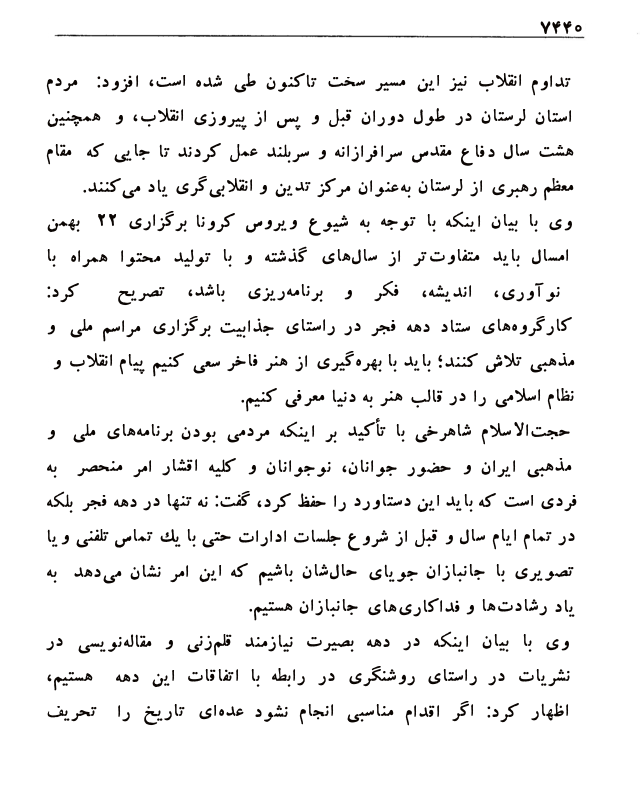 ۷۴۴۰
تداوم انقلاب نیز این مسیر سخت تاکنون طی شده است، افزود: مردم
استان لرستان در طول دوران قبل و پس از پیروزی انقلاب، و همچنین
هشت سال دفاع مقدس سرافرازانه و سربلند عمل کردند تا جایی که مقام
معظم رهبری از لرستان به‌عنوان مرکز تدین و انقلابی‌گری یاد می‌کنند.
وی با بیان اینکه با توجه به شیوع ویروس کرونا برگزاری ۲۲ بهمن
امسال باید متفاوت‌تر از سال‌های گذشته و با تولید محتوا همراه با
نوآوری، اندیشه، فکر و برنامه‌ریزی باشد، تصریح کرد:
کارگروه‌های ستاد دهه فجر در راستای جذابیت برگزاری مراسم ملی و
مذهبی تلاش کنند؛ باید با بهره‌گیری از هنر فاخر سعی کنیم پیام انقلاب و
نظام اسلامی را در قالب هنر به دنیا معرفی کنیم.
حجت‌الاسلام شاهرخی با تأکید بر اینکه مردمی بودن برنامه‌های ملی و
مذهبی ایران و حضور جوانان، نوجوانان و کلیه اقشار امر منحصر به
فردی است که باید این دستاورد را حفظ کرد، گفت: نه تنها در دهه فجر بلکه
در تمام ایام سال و قبل از شروع جلسات ادارات حتی با یك تماس تلفنی و یا
تصویری با جانبازان جویای حال‌شان باشیم که این امر نشان می‌دهد به
یاد رشادت‌ها و فداکاری‌های جانبازان هستیم.
وی با بیان اینکه در دهه بصیرت نیازمند قلم‌زنی و مقاله‌نویسی در
نشریات در راستای روشنگری در رابطه با اتفاقات این دهه هستیم،
اظهار کرد: اگر اقدام مناسبی انجام نشود عده‌ای تاریخ را تحریف